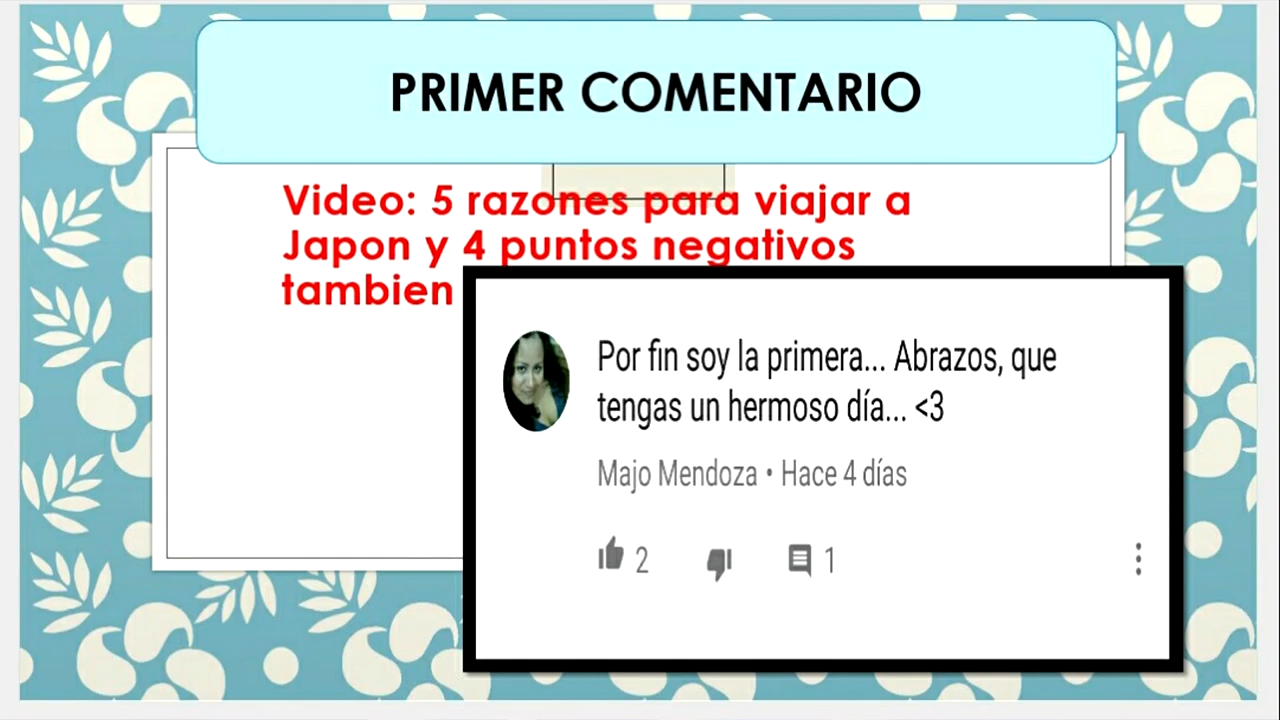 PRIMER COMENTARIO
Video: 5 razones para viajar a
Japon y 4 puntos negativos
tambien
Por fin soy la primera... Abrazos, que
tengas un hermoso día... <3
Majo Mendoza • Hace 4 días
2 1